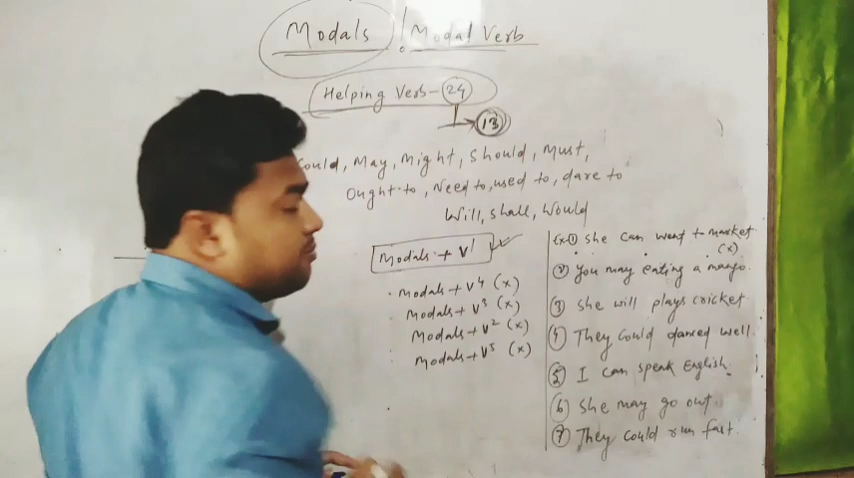 Modals / Modal Verb
Helping Verb - 24
13
Could, May, Might, Should, Must,
Ought to, Need to, used to, dare to
Will, Shall, Would
Modals + V1
Modals + V4 (x)
Modals + V3 (x)
Modals + V2 (x)
Modals + V5 (x)
Ex-① She can went to market (x)
② You may eating a mango.
③ She will plays cricket
④ They Could danced well.
⑤ I can speak English.
⑥ She may go out.
⑦ They Could run fast.